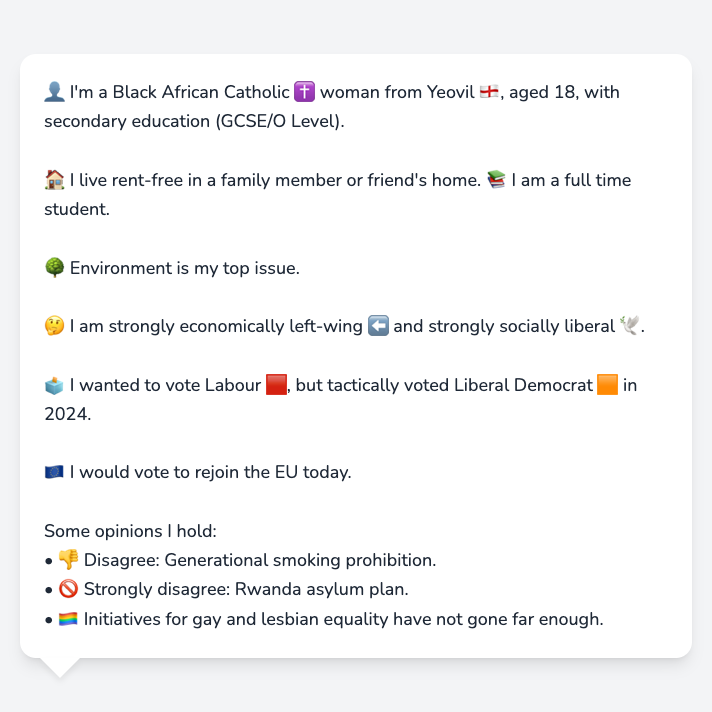 👤 I'm a Black African Catholic ✝️ woman from Yeovil 🏴󠁧󠁢󠁥󠁮󠁧󠁿, aged 18, with
secondary education (GCSE/O Level).
🏠 I live rent-free in a family member or friend's home. 📚 I am a full time
student.
🌳 Environment is my top issue.
🤔 I am strongly economically left-wing ⬅️ and strongly socially liberal 🕊️.
🗳️ I wanted to vote Labour 🟥, but tactically voted Liberal Democrat 🟧 in
2024.
🇪🇺 I would vote to rejoin the EU today.
Some opinions I hold:
• 👎 Disagree: Generational smoking prohibition.
• 🚫 Strongly disagree: Rwanda asylum plan.
• 🏳️‍🌈 Initiatives for gay and lesbian equality have not gone far enough.